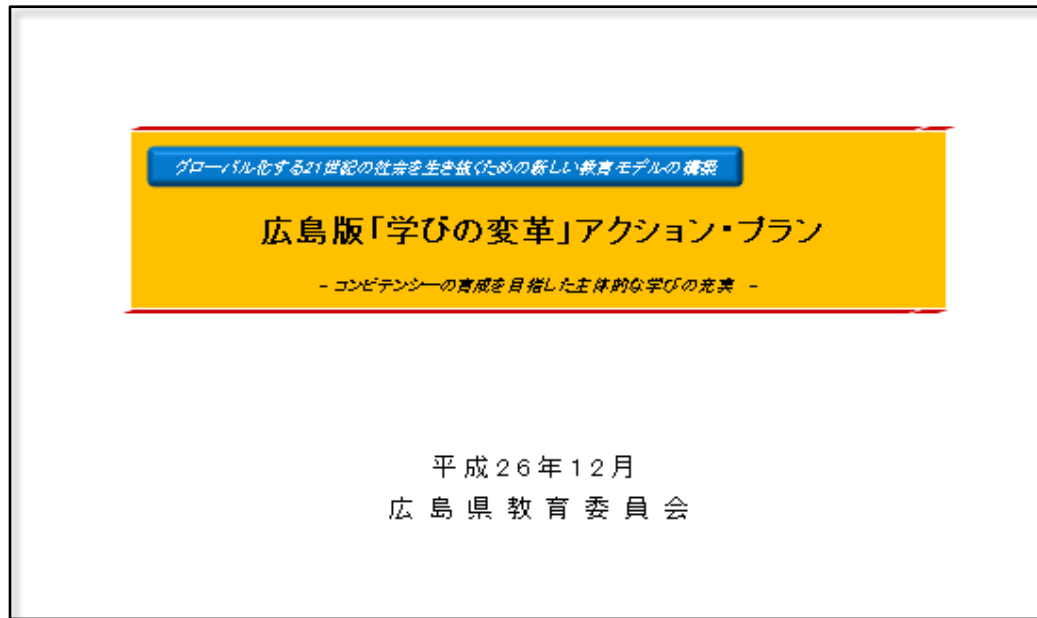 グローバル化する21世紀の社会を生き抜くための新しい教育モデルの構築
広島版「学びの変革」アクション・プラン
- コンピテンシーの育成を目指した主体的な学びの充実 -
平成26年12月
広島県教育委員会